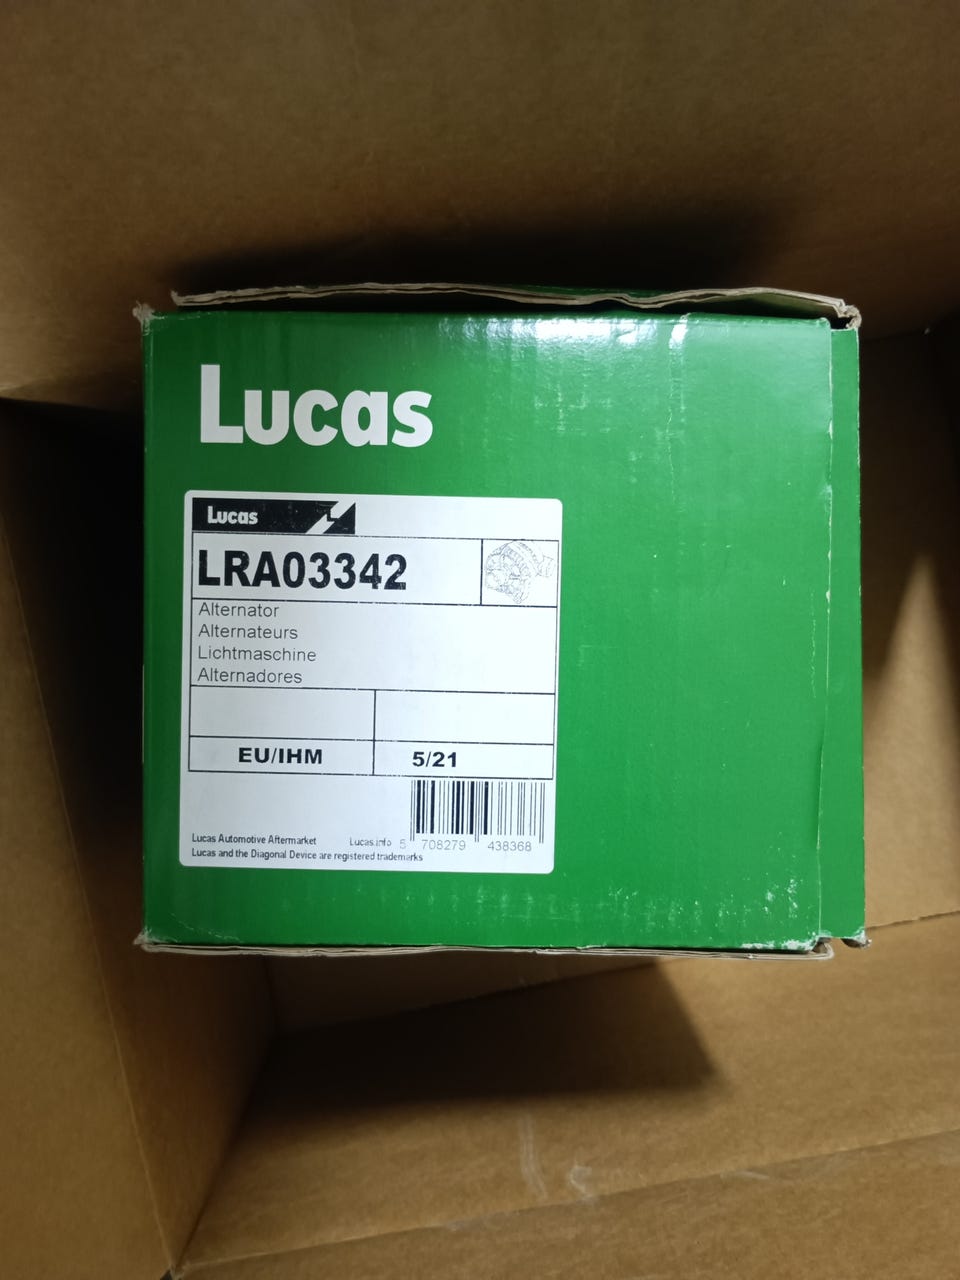 Lucas
Lucas
LRA03342
Alternator
Alternateurs
Lichtmaschine
Alternadores
EU/IHM 5/21
Lucas Automotive Aftermarket Lucas.info 5 708279 438368
Lucas and the Diagonal Device are registered trademarks